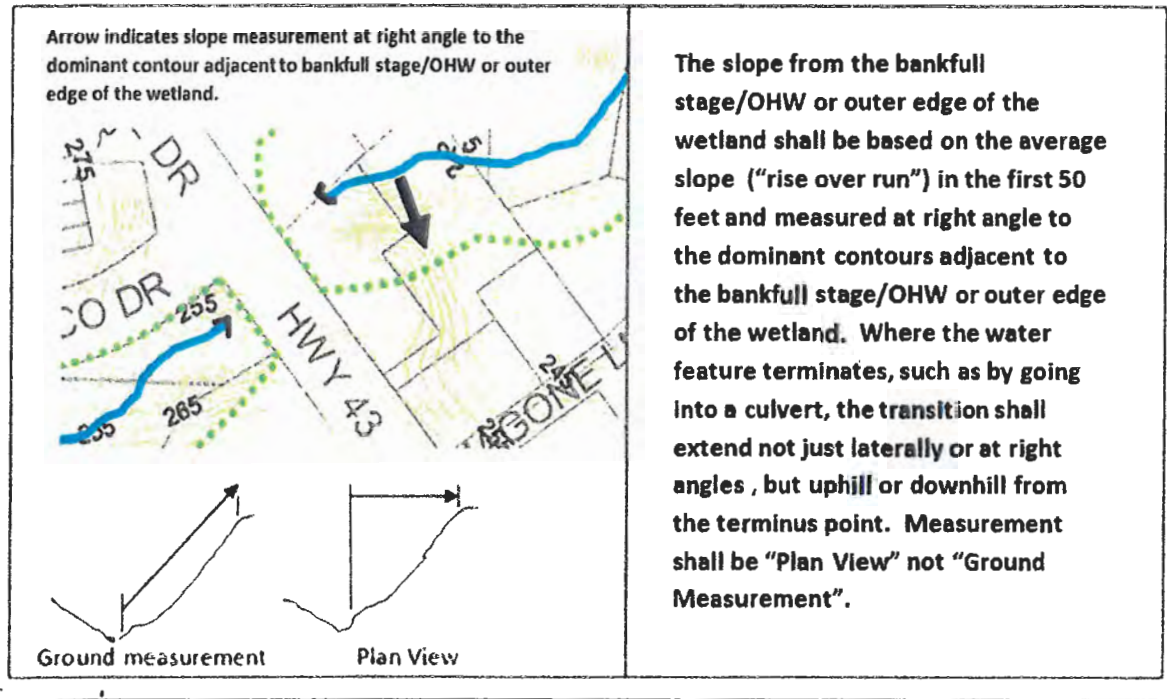 Arrow indicates slope measurement at right angle to the
dominant contour adjacent to bankfull stage/OHW or outer
edge of the wetland.
275
DR
CO DR
255
HWY 43
265
245
The slope from the bankfull
stage/OHW or outer edge of the
wetland shall be based on the average
slope ("rise over run") in the first 50
feet and measured at right angle to
the dominant contours adjacent to
the bankfull stage/OHW or outer edge
of the wetland. Where the water
feature terminates, such as by going
into a culvert, the transition shall
extend not just laterally or at right
angles , but uphill or downhill from
the terminus point. Measurement
shall be "Plan View" not "Ground
Measurement".
Ground measurement
Plan View